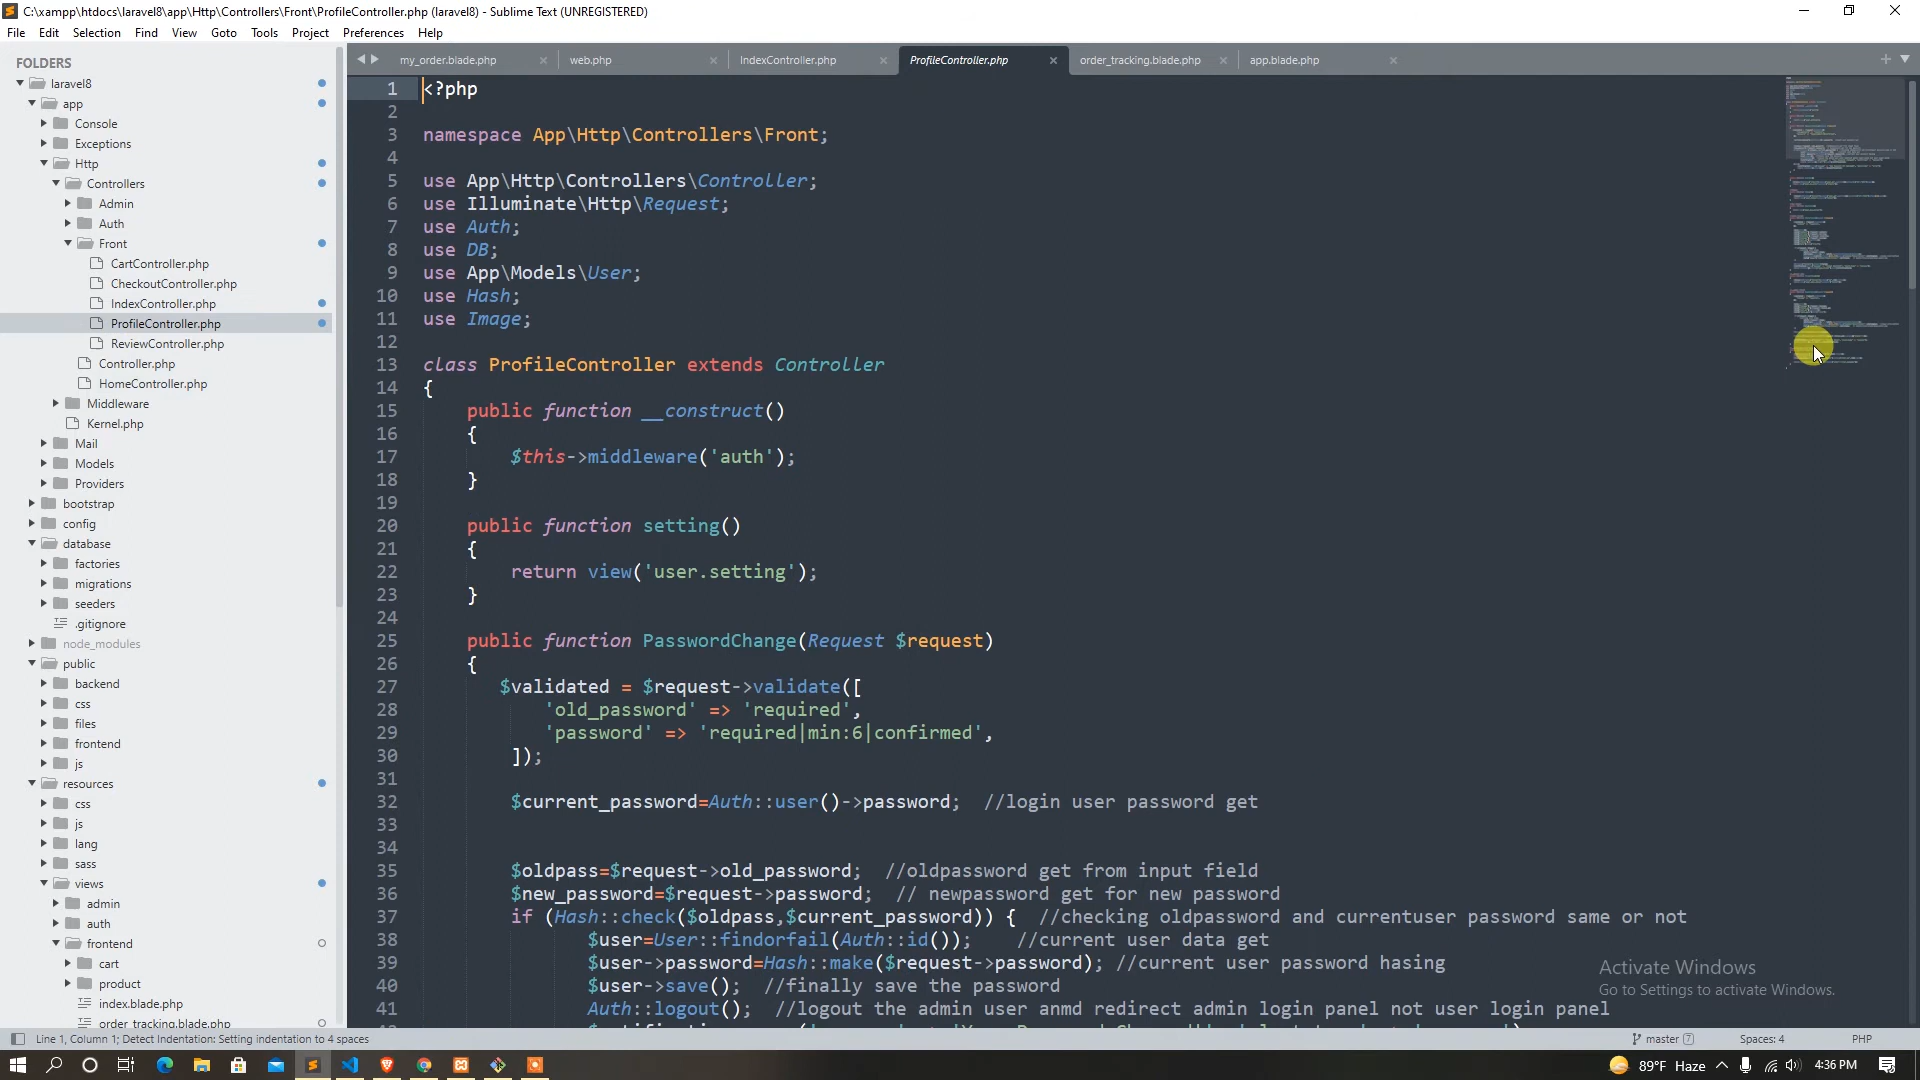 C:\xampp\htdocs\laravel8\app\Http\Controllers\Front\ProfileController.php (laravel8) - Sublime Text (UNREGISTERED)
File Edit Selection Find View Goto Tools Project Preferences Help
FOLDERS
laravel8
app
Console
Exceptions
Http
Controllers
Admin
Auth
Front
CartController.php
CheckoutController.php
IndexController.php
ProfileController.php
ReviewController.php
Controller.php
HomeController.php
Middleware
Kernel.php
Mail
Models
Providers
bootstrap
config
database
factories
migrations
seeders
.gitignore
node_modules
public
backend
css
files
frontend
js
resources
css
js
lang
sass
views
admin
auth
frontend
cart
product
index.blade.php
order_tracking.blade.php
my_order.blade.php web.php IndexController.php ProfileController.php order_tracking.blade.php app.blade.php
1 <?php
2
3 namespace App\Http\Controllers\Front;
4
5 use App\Http\Controllers\Controller;
6 use Illuminate\Http\Request;
7 use Auth;
8 use DB;
9 use App\Models\User;
10 use Hash;
11 use Image;
12
13 class ProfileController extends Controller
14 {
15 public function __construct()
16 {
17 $this->middleware('auth');
18 }
19
20 public function setting()
21 {
22 return view('user.setting');
23 }
24
25 public function PasswordChange(Request $request)
26 {
27 $validated = $request->validate([
28 'old_password' => 'required',
29 'password' => 'required|min:6|confirmed',
30 ]);
31
32 $current_password=Auth::user()->password; //login user password get
33
34
35 $oldpass=$request->old_password; //oldpassword get from input field
36 $new_password=$request->password; // newpassword get for new password
37 if (Hash::check($oldpass,$current_password)) { //checking oldpassword and currentuser password same or not
38 $user=User::findorfail(Auth::id()); //current user data get
39 $user->password=Hash::make($request->password); //current user password hasing
40 $user->save(); //finally save the password
41 Auth::logout(); //logout the admin user anmd redirect admin login panel not user login panel
Activate Windows
Go to Settings to activate Windows.
Line 1, Column 1; Detect Indentation: Setting indentation to 4 spaces
master 7
Spaces: 4
PHP
89°F Haze
4:36 PM